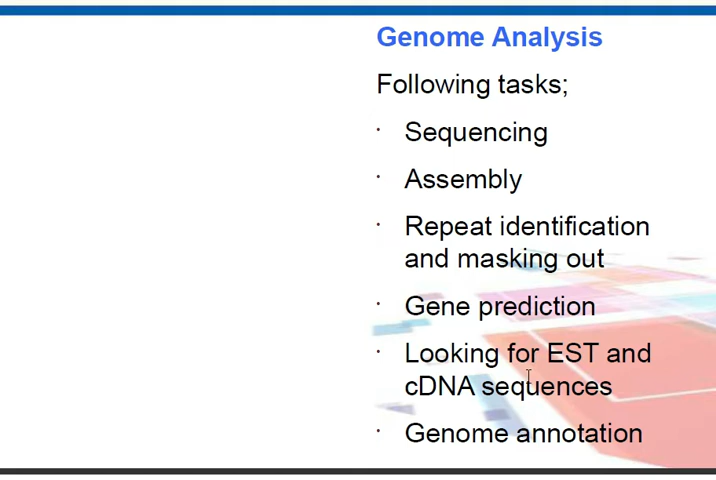 Genome Analysis
Following tasks;
· Sequencing
· Assembly
· Repeat identification
and masking out
· Gene prediction
· Looking for EST and
cDNA sequences
· Genome annotation